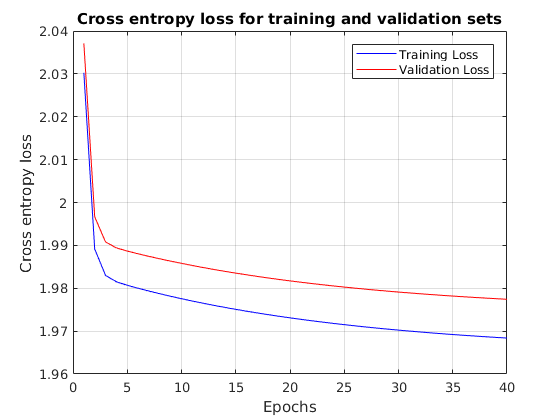 Cross entropy loss for training and validation sets
2.04
2.03
2.02
2.01
2
1.99
1.98
1.97
1.96
Cross entropy loss
Training Loss
Validation Loss
0 5 10 15 20 25 30 35 40
Epochs